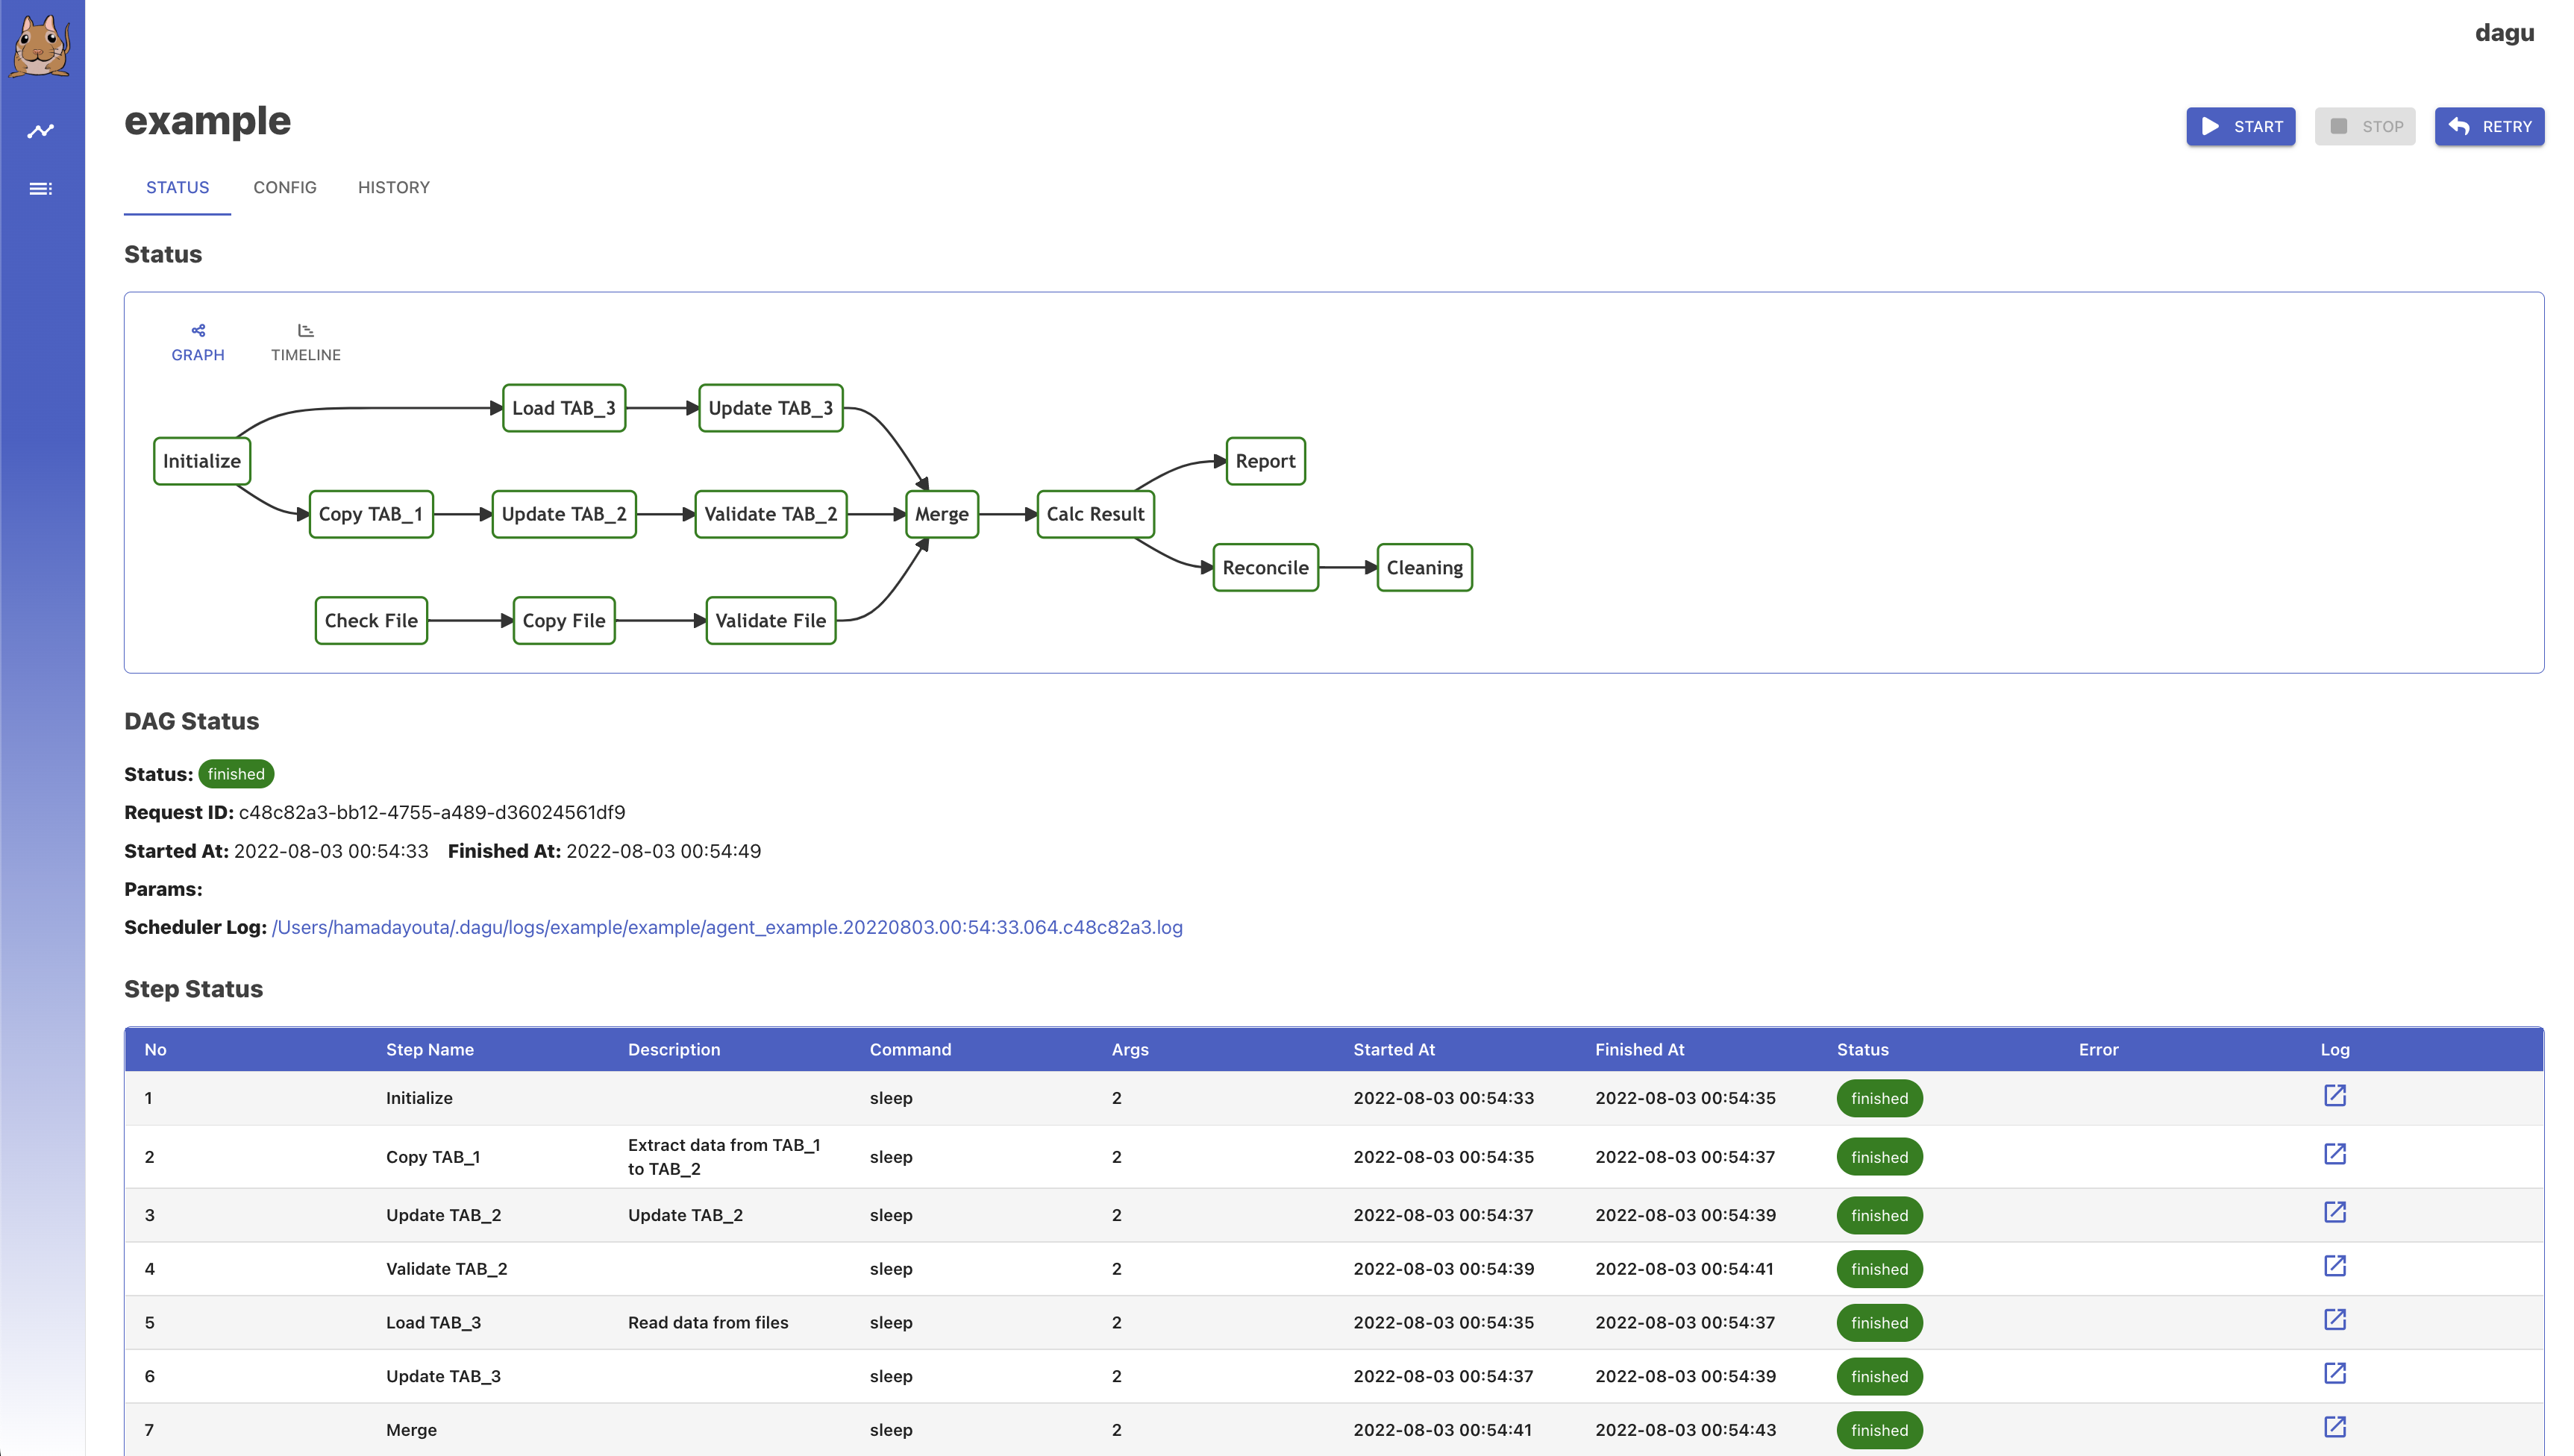 dagu
example
START
STOP
RETRY
STATUS
CONFIG
HISTORY
Status
GRAPH
TIMELINE
Load TAB_3
Update TAB_3
Initialize
Report
Copy TAB_1
Update TAB_2
Validate TAB_2
Merge
Calc Result
Reconcile
Cleaning
Check File
Copy File
Validate File
DAG Status
Status: finished
Request ID: c48c82a3-bb12-4755-a489-d36024561df9
Started At: 2022-08-03 00:54:33 Finished At: 2022-08-03 00:54:49
Params:
Scheduler Log: /Users/hamadayouta/.dagu/logs/example/example/agent_example.20220803.00:54:33.064.c48c82a3.log
Step Status
No Step Name Description Command Args Started At Finished At Status Error Log
1 Initialize sleep 2 2022-08-03 00:54:33 2022-08-03 00:54:35 finished
2 Copy TAB_1 Extract data from TAB_1 to TAB_2 sleep 2 2022-08-03 00:54:35 2022-08-03 00:54:37 finished
3 Update TAB_2 Update TAB_2 sleep 2 2022-08-03 00:54:37 2022-08-03 00:54:39 finished
4 Validate TAB_2 sleep 2 2022-08-03 00:54:39 2022-08-03 00:54:41 finished
5 Load TAB_3 Read data from files sleep 2 2022-08-03 00:54:35 2022-08-03 00:54:37 finished
6 Update TAB_3 sleep 2 2022-08-03 00:54:37 2022-08-03 00:54:39 finished
7 Merge sleep 2 2022-08-03 00:54:41 2022-08-03 00:54:43 finished